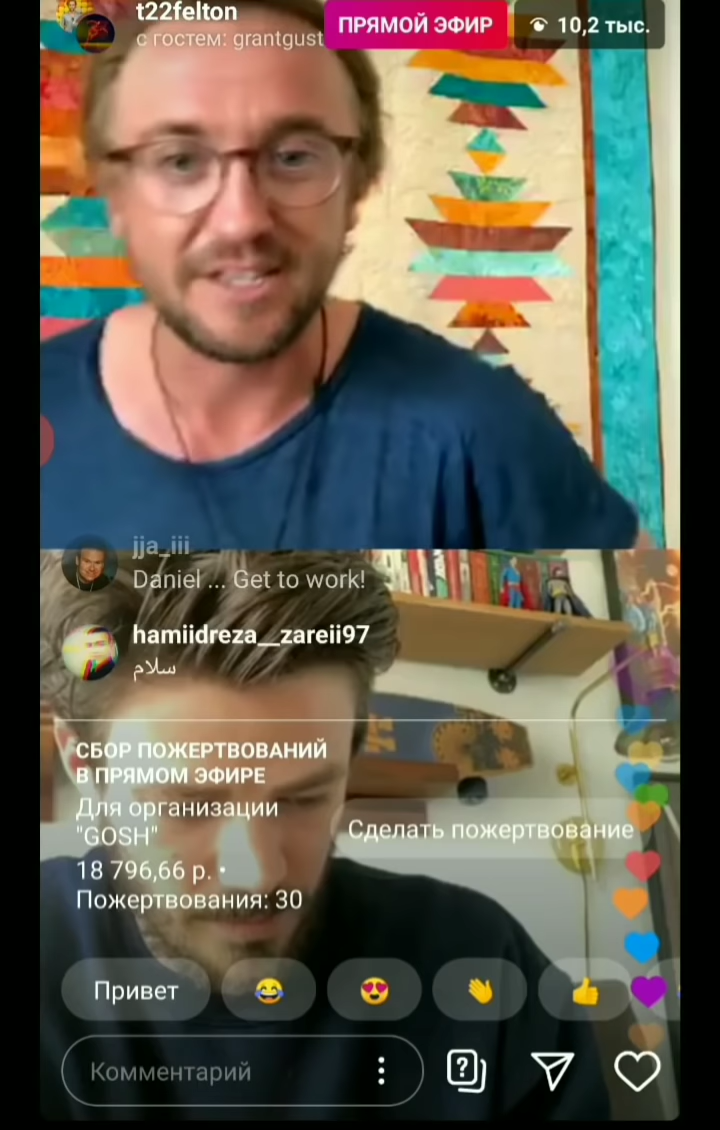 t22felton
с гостем: grantgust
ПРЯМОЙ ЭФИР
10,2 тыс.
jja_iii
Daniel ... Get to work!
hamiidreza__zareii97
سلام
СБОР ПОЖЕРТВОВАНИЙ
В ПРЯМОМ ЭФИРЕ
Для организации
"GOSH"
18 796,66 р. •
Пожертвования: 30
Сделать пожертвование
Привет
Комментарий